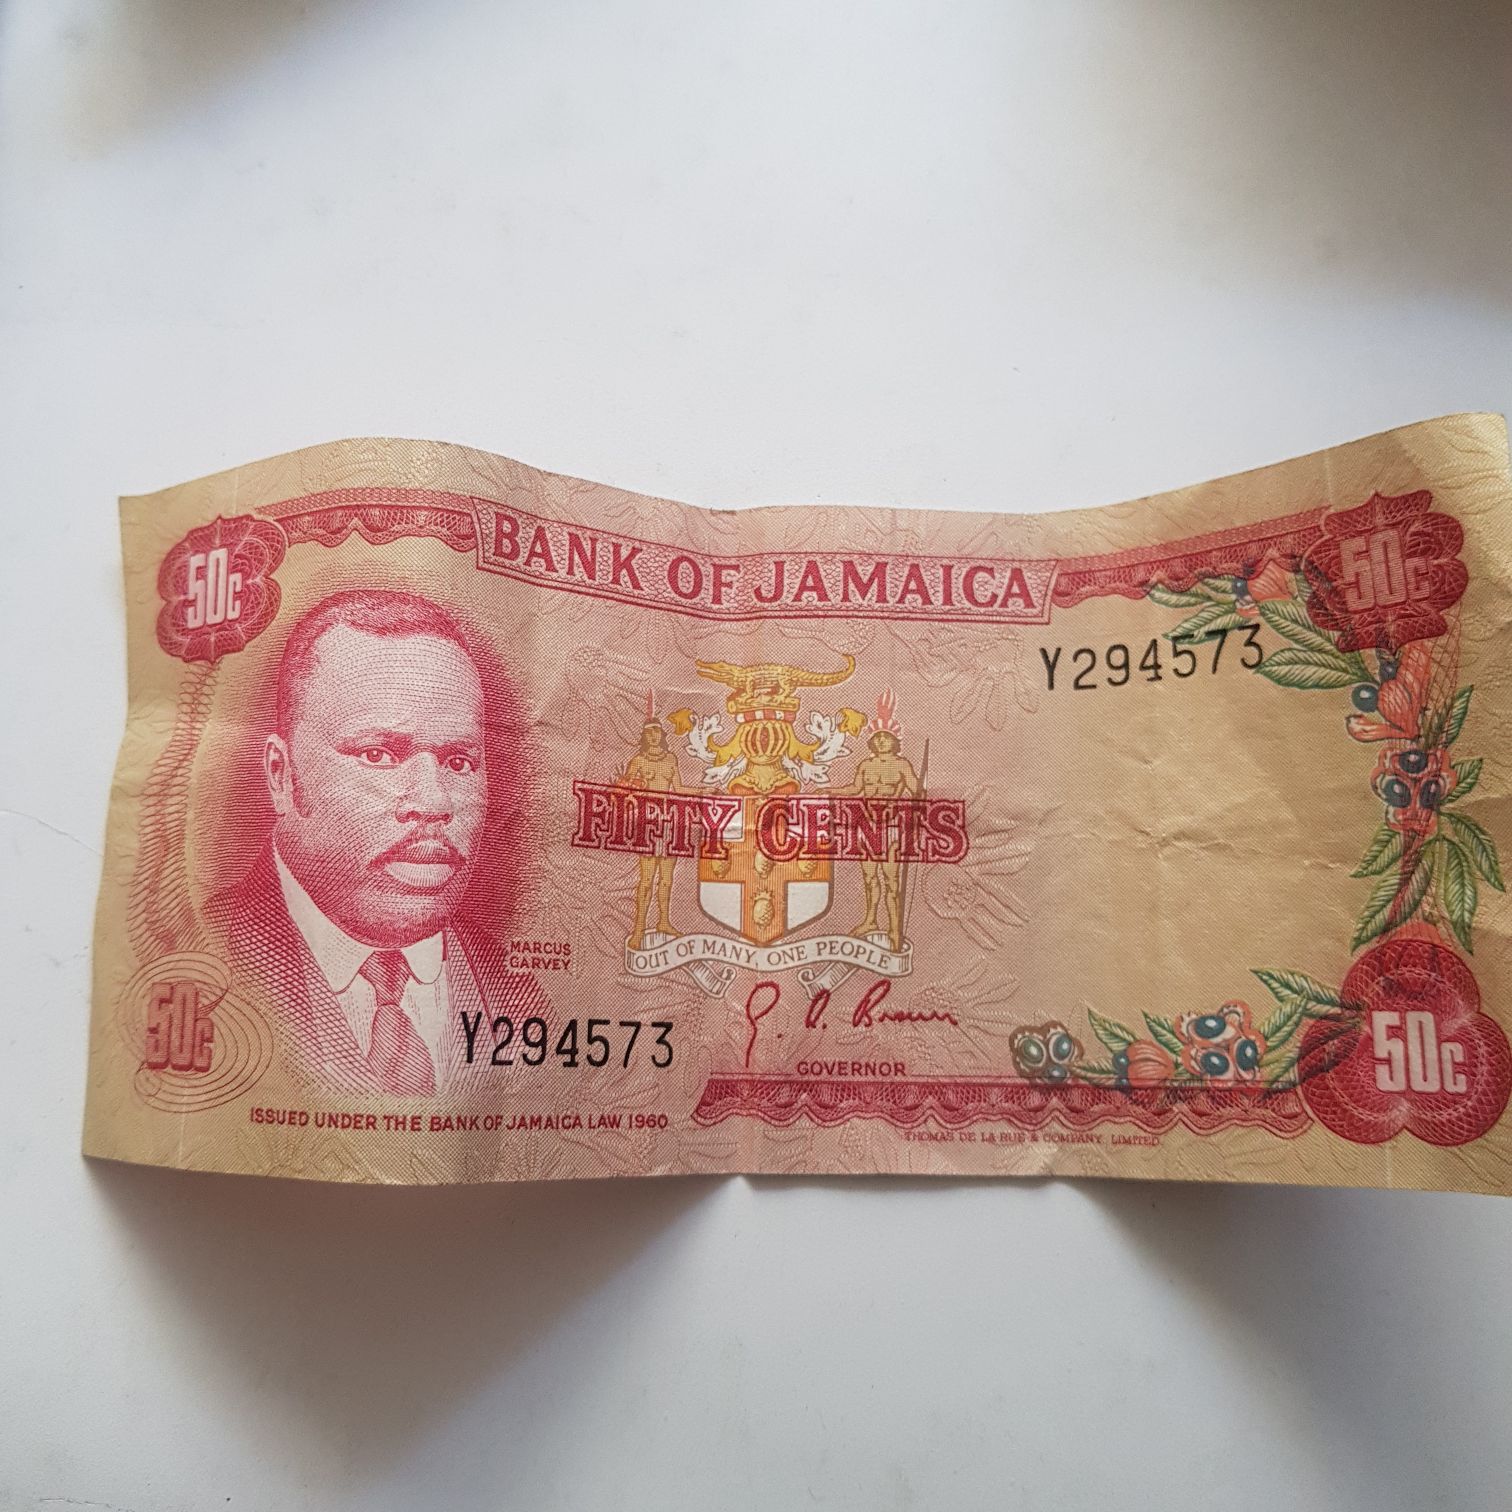 50c
BANK OF JAMAICA
50c
Y294573
FIFTY CENTS
MARCUS
GARVEY
OUT OF MANY, ONE PEOPLE
50c
Y294573
G. A. Brown
GOVERNOR
50c
ISSUED UNDER THE BANK OF JAMAICA LAW 1960
THOMAS DE LA RUE & COMPANY, LIMITED.